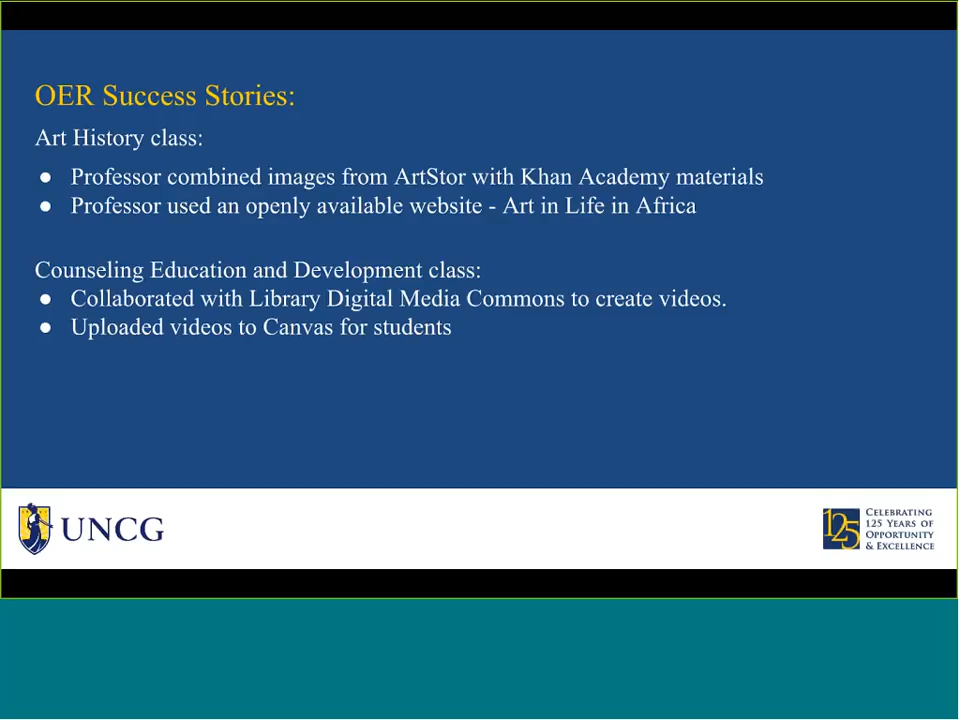 OER Success Stories:
Art History class:
● Professor combined images from ArtStor with Khan Academy materials
● Professor used an openly available website - Art in Life in Africa
Counseling Education and Development class:
● Collaborated with Library Digital Media Commons to create videos.
● Uploaded videos to Canvas for students
UNCG
125
CELEBRATING
125 YEARS OF
OPPORTUNITY
& EXCELLENCE